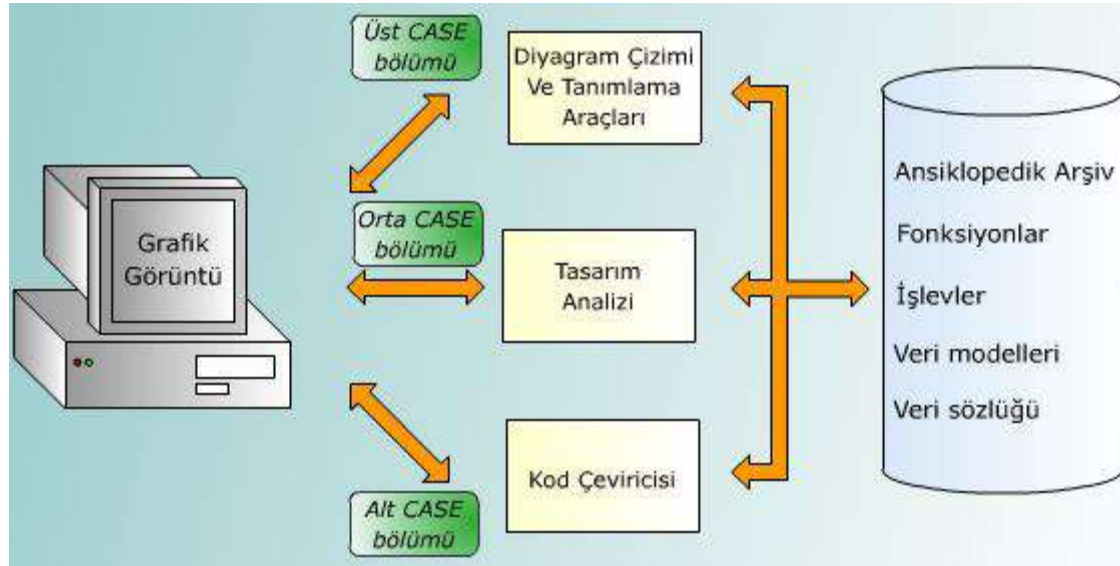 Grafik
Görüntü
Üst CASE
bölümü
Diyagram Çizimi
Ve Tanımlama
Araçları
Orta CASE
bölümü
Tasarım
Analizi
Alt CASE
bölümü
Kod Çeviricisi
Ansiklopedik Arşiv
Fonksiyonlar
İşlevler
Veri modelleri
Veri sözlüğü